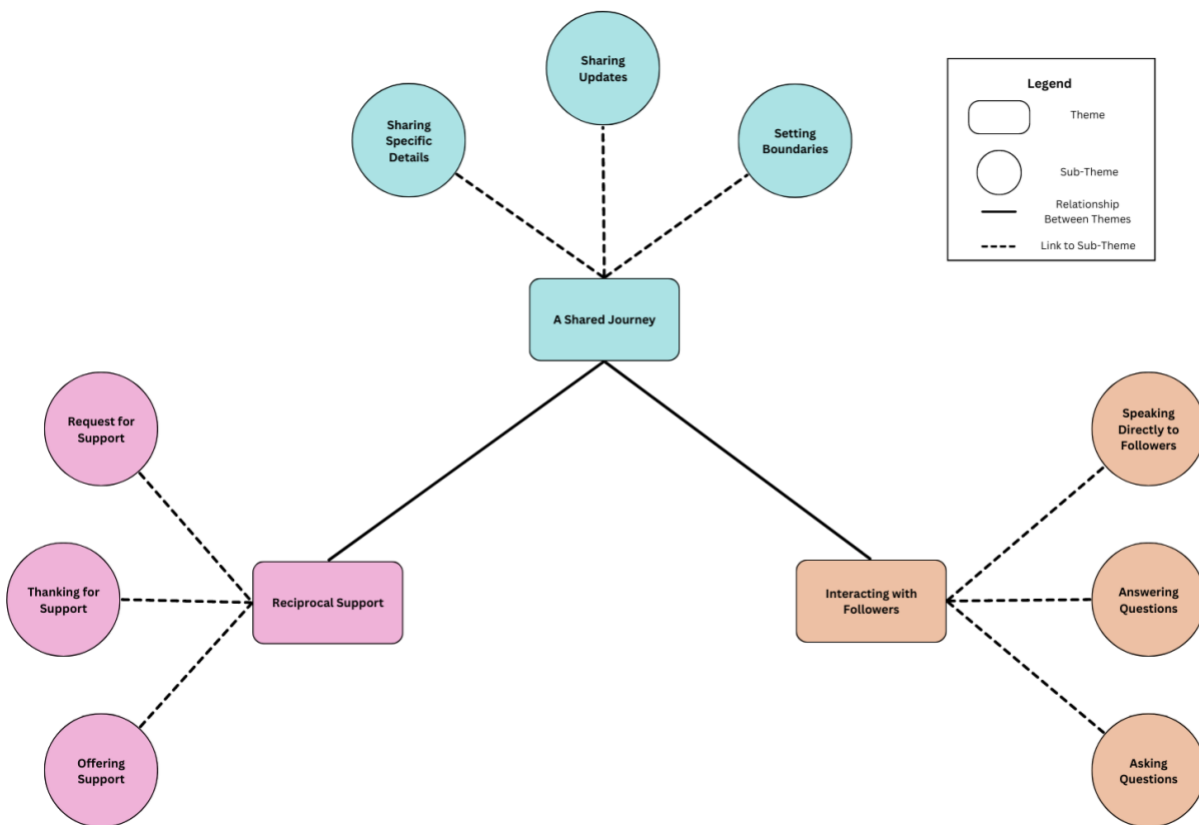 Sharing
Updates
Sharing
Specific
Details
Setting
Boundaries
Legend
Theme
Sub-Theme
Relationship
Between Themes
Link to Sub-Theme
A Shared Journey
Request for
Support
Thanking for
Support
Offering
Support
Reciprocal Support
Interacting with
Followers
Speaking
Directly to
Followers
Answering
Questions
Asking
Questions